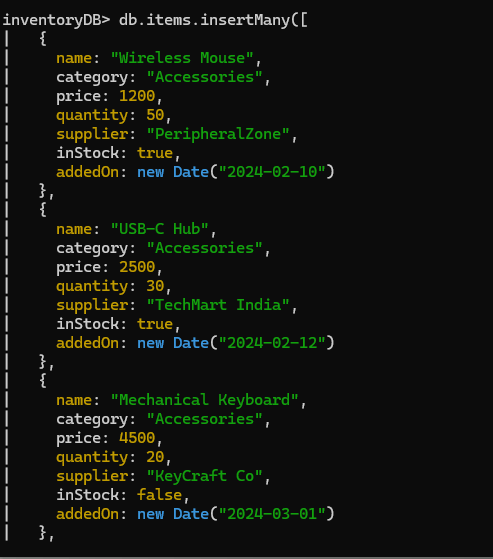 inventoryDB> db.items.insertMany([
|   {
|     name: "Wireless Mouse",
|     category: "Accessories",
|     price: 1200,
|     quantity: 50,
|     supplier: "PeripheralZone",
|     inStock: true,
|     addedOn: new Date("2024-02-10")
|   },
|   {
|     name: "USB-C Hub",
|     category: "Accessories",
|     price: 2500,
|     quantity: 30,
|     supplier: "TechMart India",
|     inStock: true,
|     addedOn: new Date("2024-02-12")
|   },
|   {
|     name: "Mechanical Keyboard",
|     category: "Accessories",
|     price: 4500,
|     quantity: 20,
|     supplier: "KeyCraft Co",
|     inStock: false,
|     addedOn: new Date("2024-03-01")
|   },